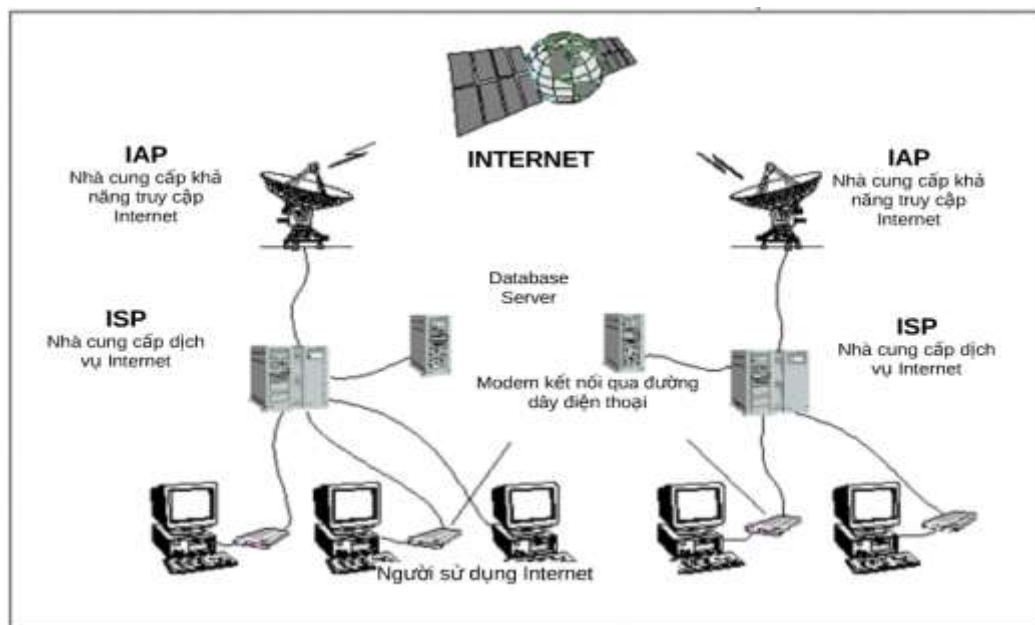 INTERNET
IAP
Nhà cung cấp khả
năng truy cập
Internet
IAP
Nhà cung cấp khả
năng truy cập
Internet
Database
Server
ISP
Nhà cung cấp dịch
vụ Internet
ISP
Nhà cung cấp dịch
vụ Internet
Modem kết nối qua đường
dây điện thoại
Người sử dụng Internet